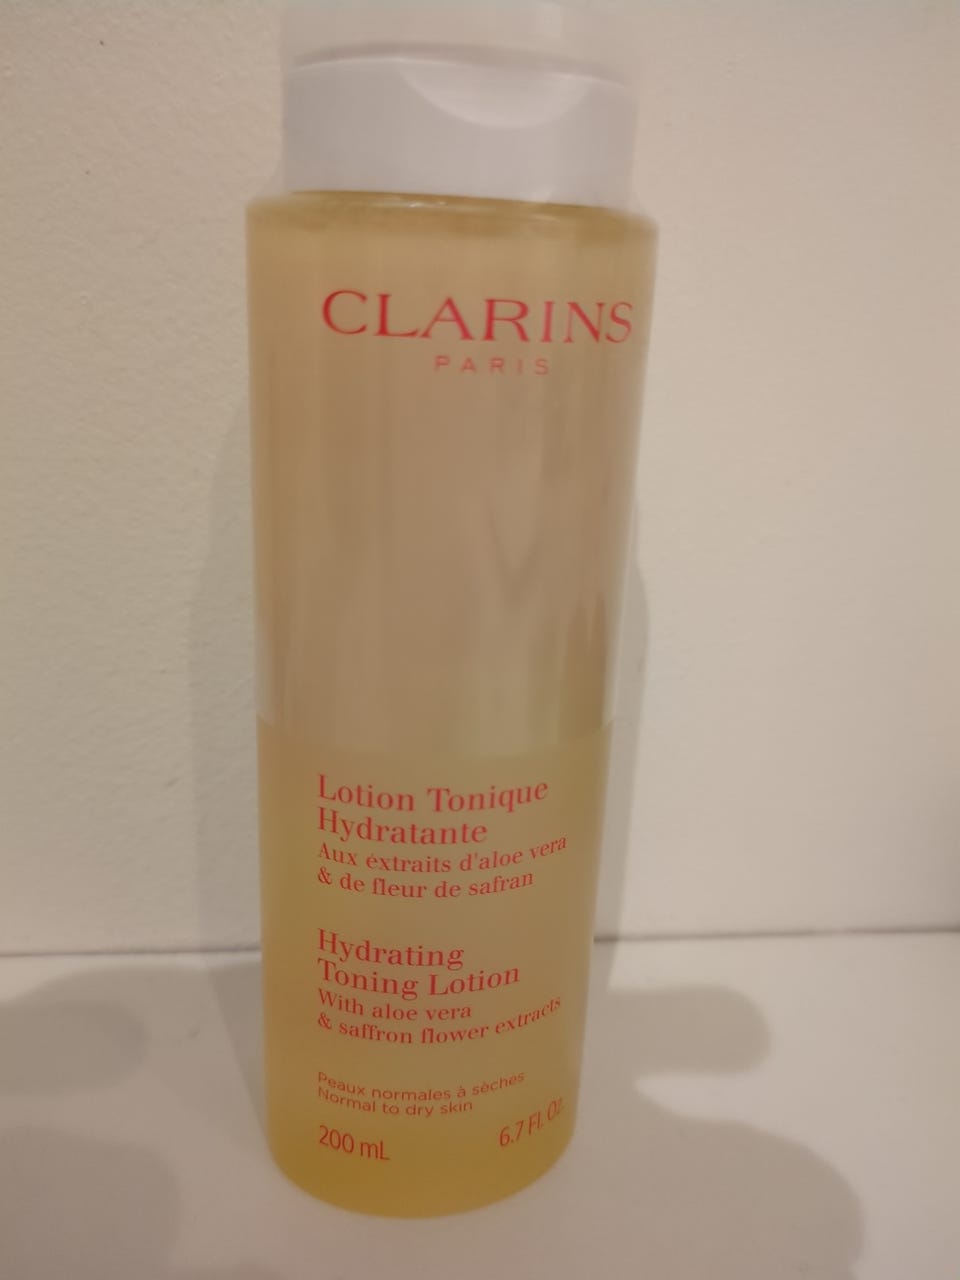 CLARINS
PARIS
Lotion Tonique
Hydratante
Aux éxtraits d'aloe vera
& de fleur de safran
Hydrating
Toning Lotion
With aloe vera
& saffron flower extracts
Peaux normales à sèches
Normal to dry skin
200 mL 6.7 Fl. Oz.